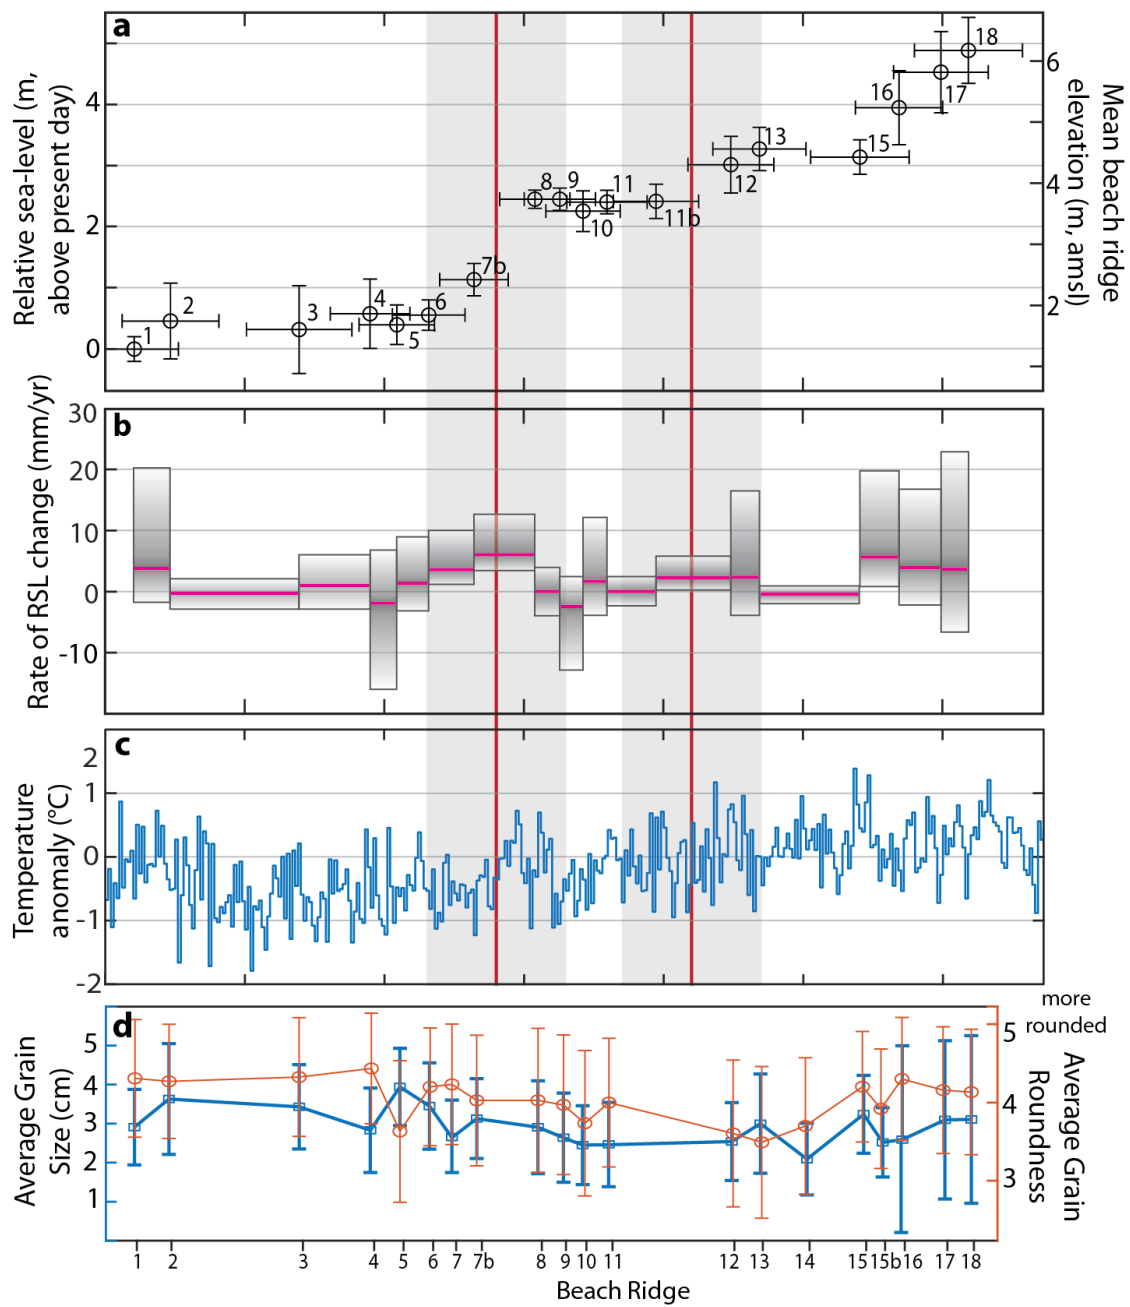 a
Relative sea-level (m,
above present day)
4
2
0
6
4
2
Mean beach ridge
elevation (m, amsl)
1
2
3
4
5
6
7b
8
9
10
11
11b
12
13
15
16
17
18
b
Rate of RSL change (mm/yr)
30
20
10
0
-10
c
Temperature
anomaly (°C)
2
1
0
-1
-2
d
Average Grain
Size (cm)
5
4
3
2
1
more
rounded
5
4
3
Average Grain
Roundness
1 2 3 4 5 6 7 7b 8 9 10 11 12 13 14 15 15b 16 17 18
Beach Ridge